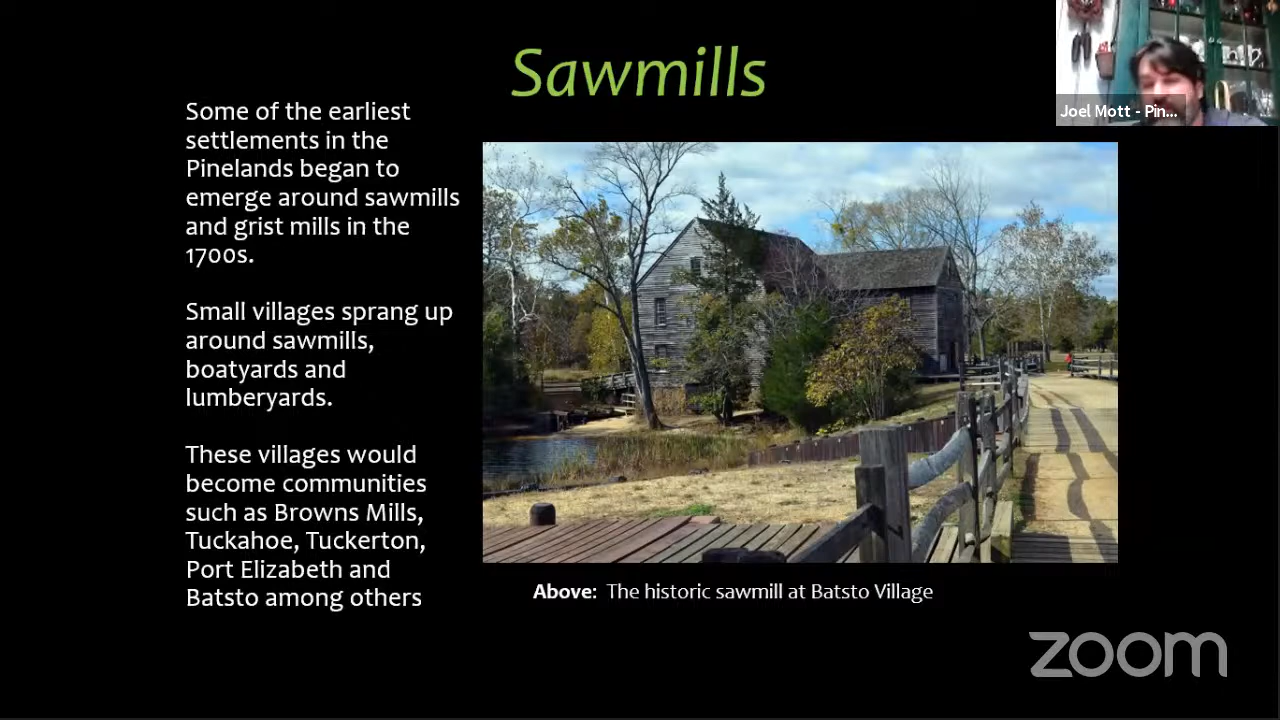 Sawmills
Joel Mott - Pin...
Some of the earliest
settlements in the
Pinelands began to
emerge around sawmills
and grist mills in the
1700s.
Small villages sprang up
around sawmills,
boatyards and
lumberyards.
These villages would
become communities
such as Browns Mills,
Tuckahoe, Tuckerton,
Port Elizabeth and
Batsto among others
Above: The historic sawmill at Batsto Village
zoom